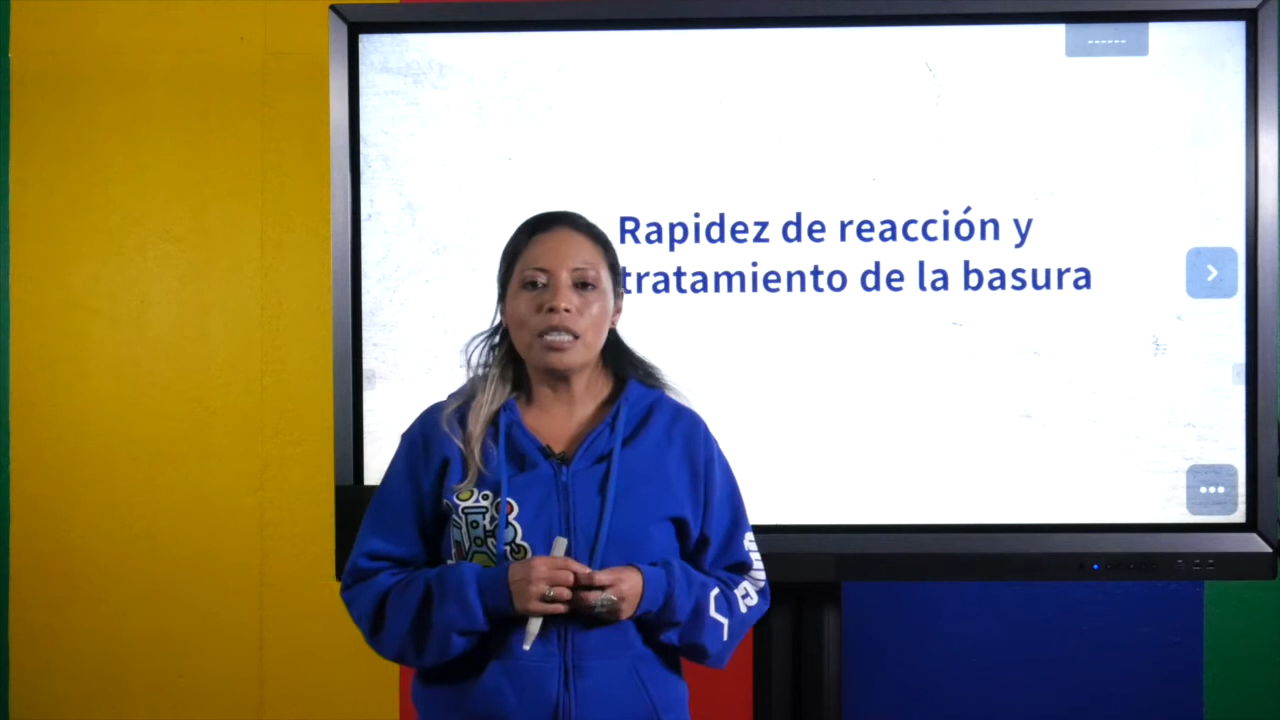 Rapidez de reacción y
tratamiento de la basura